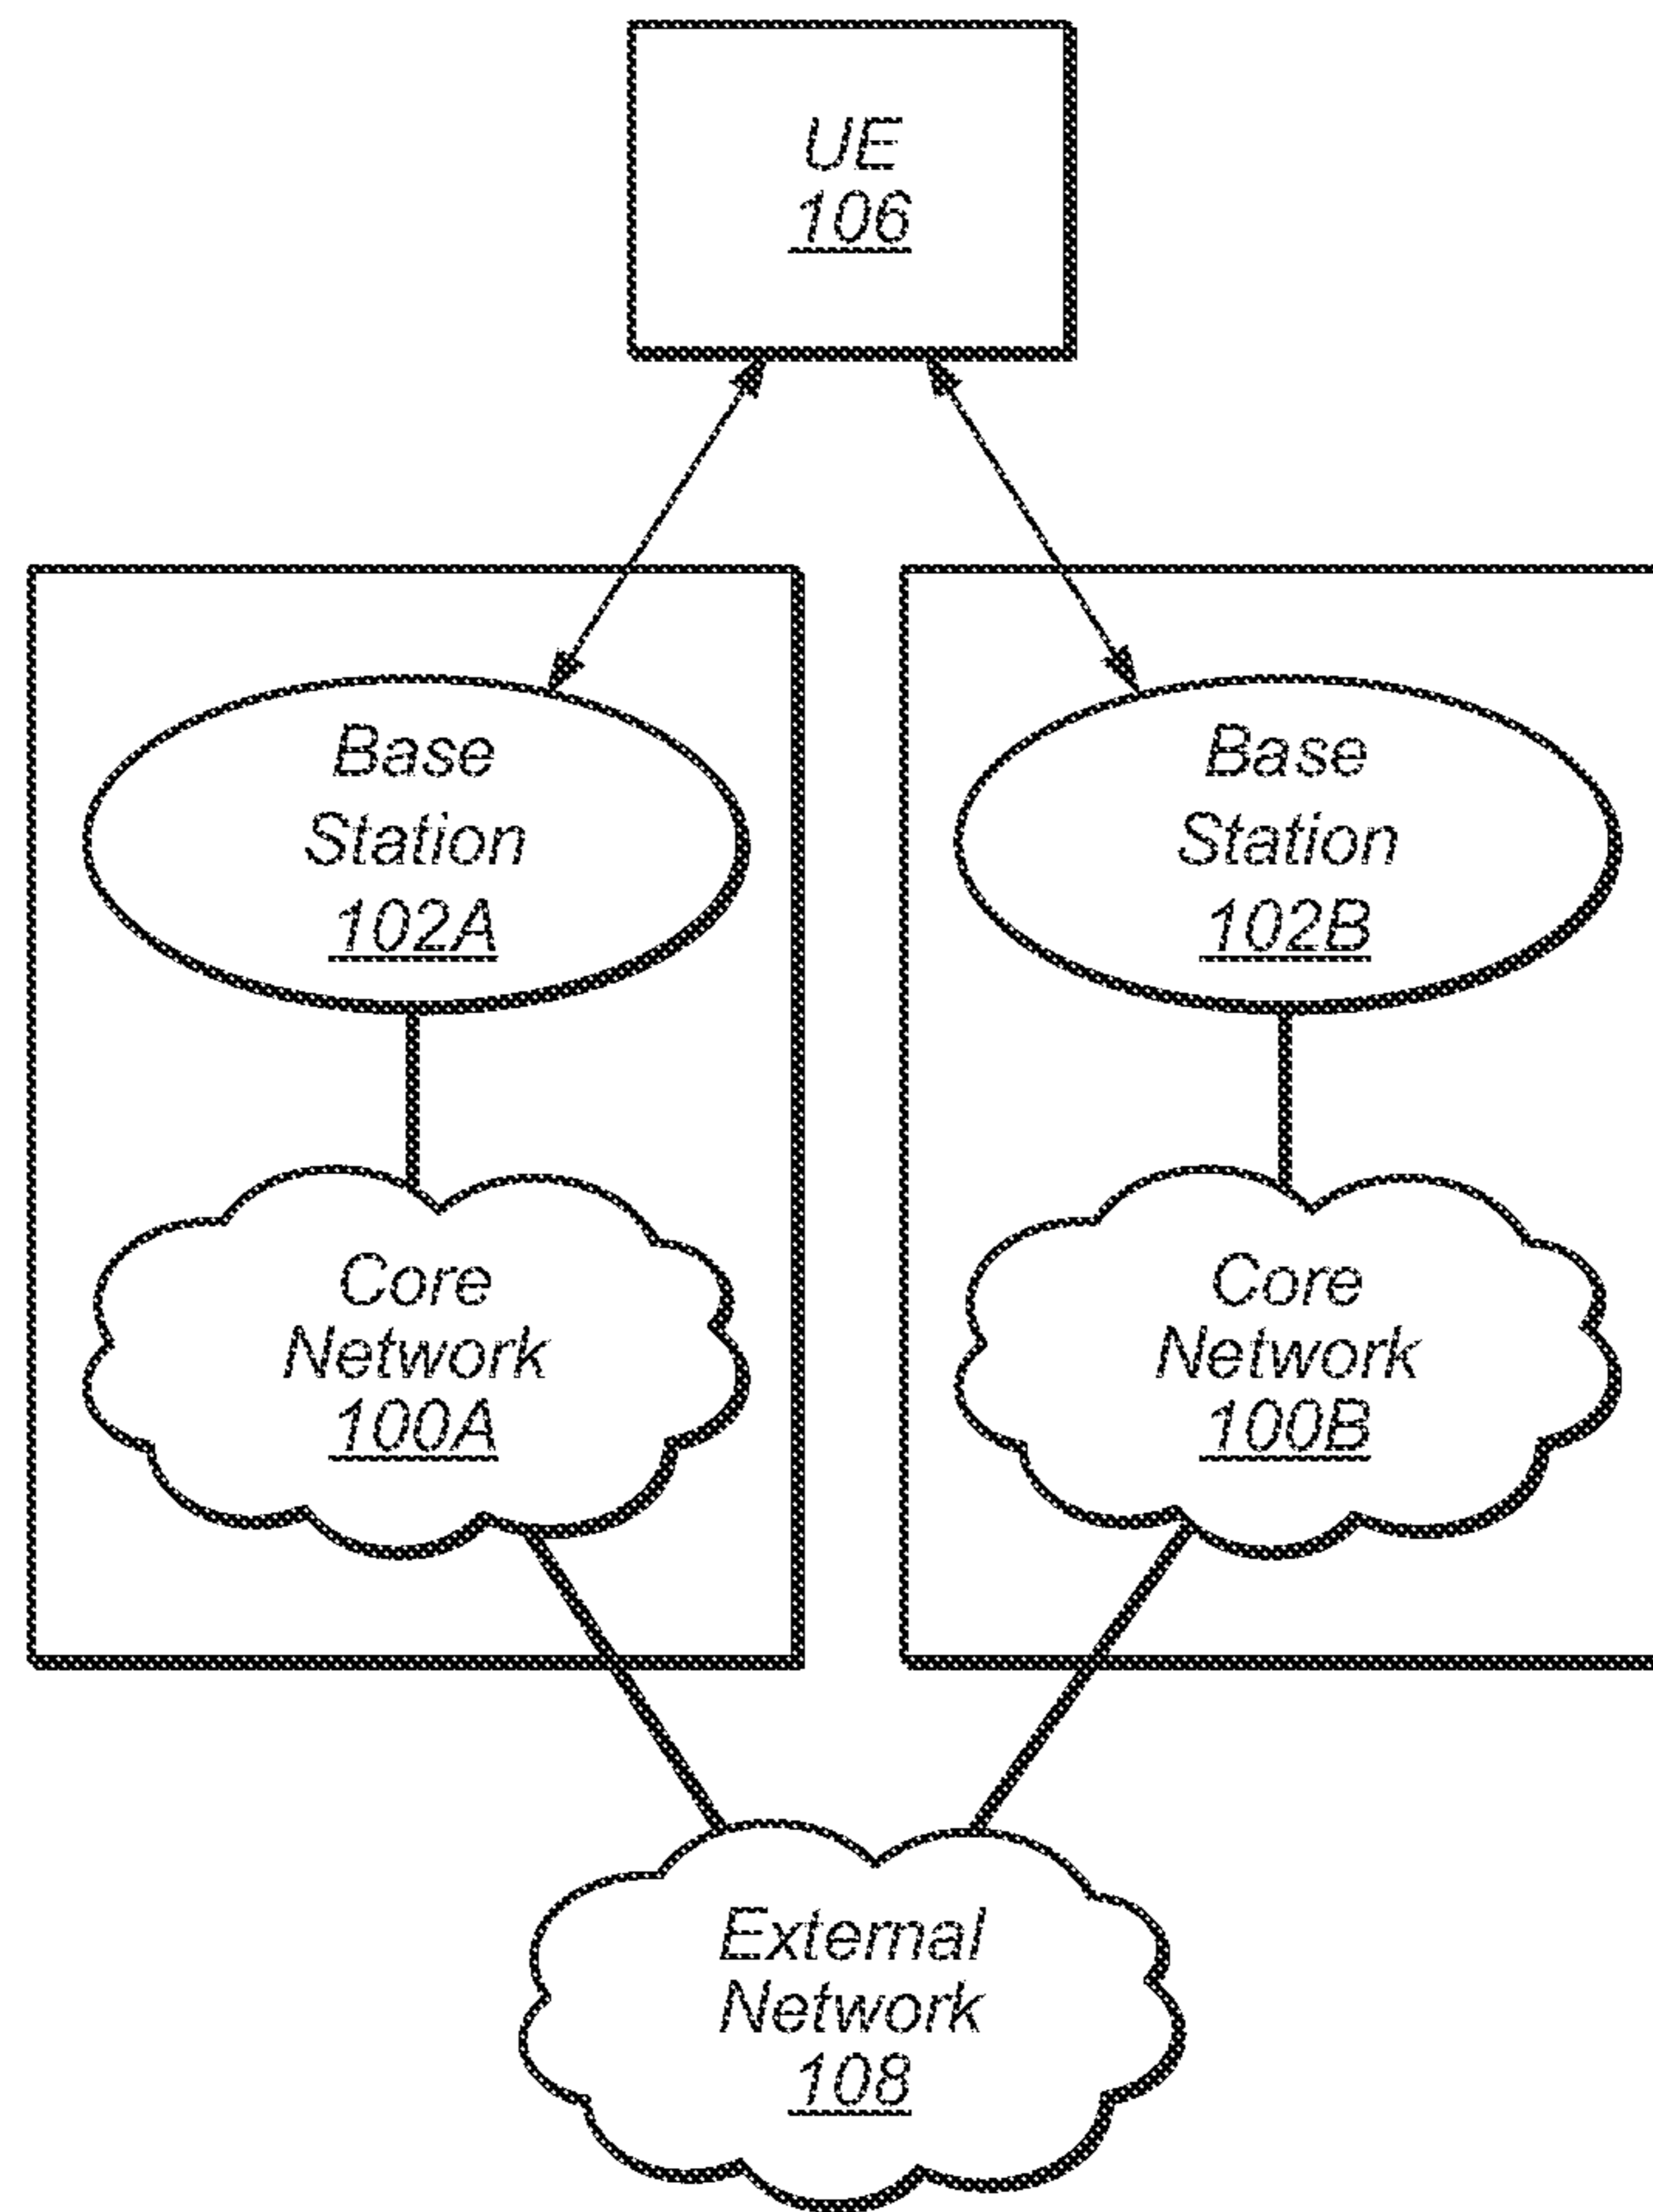 UE
106
Base
Station
102A
Base
Station
102B
Core
Network
100A
Core
Network
100B
External
Network
108